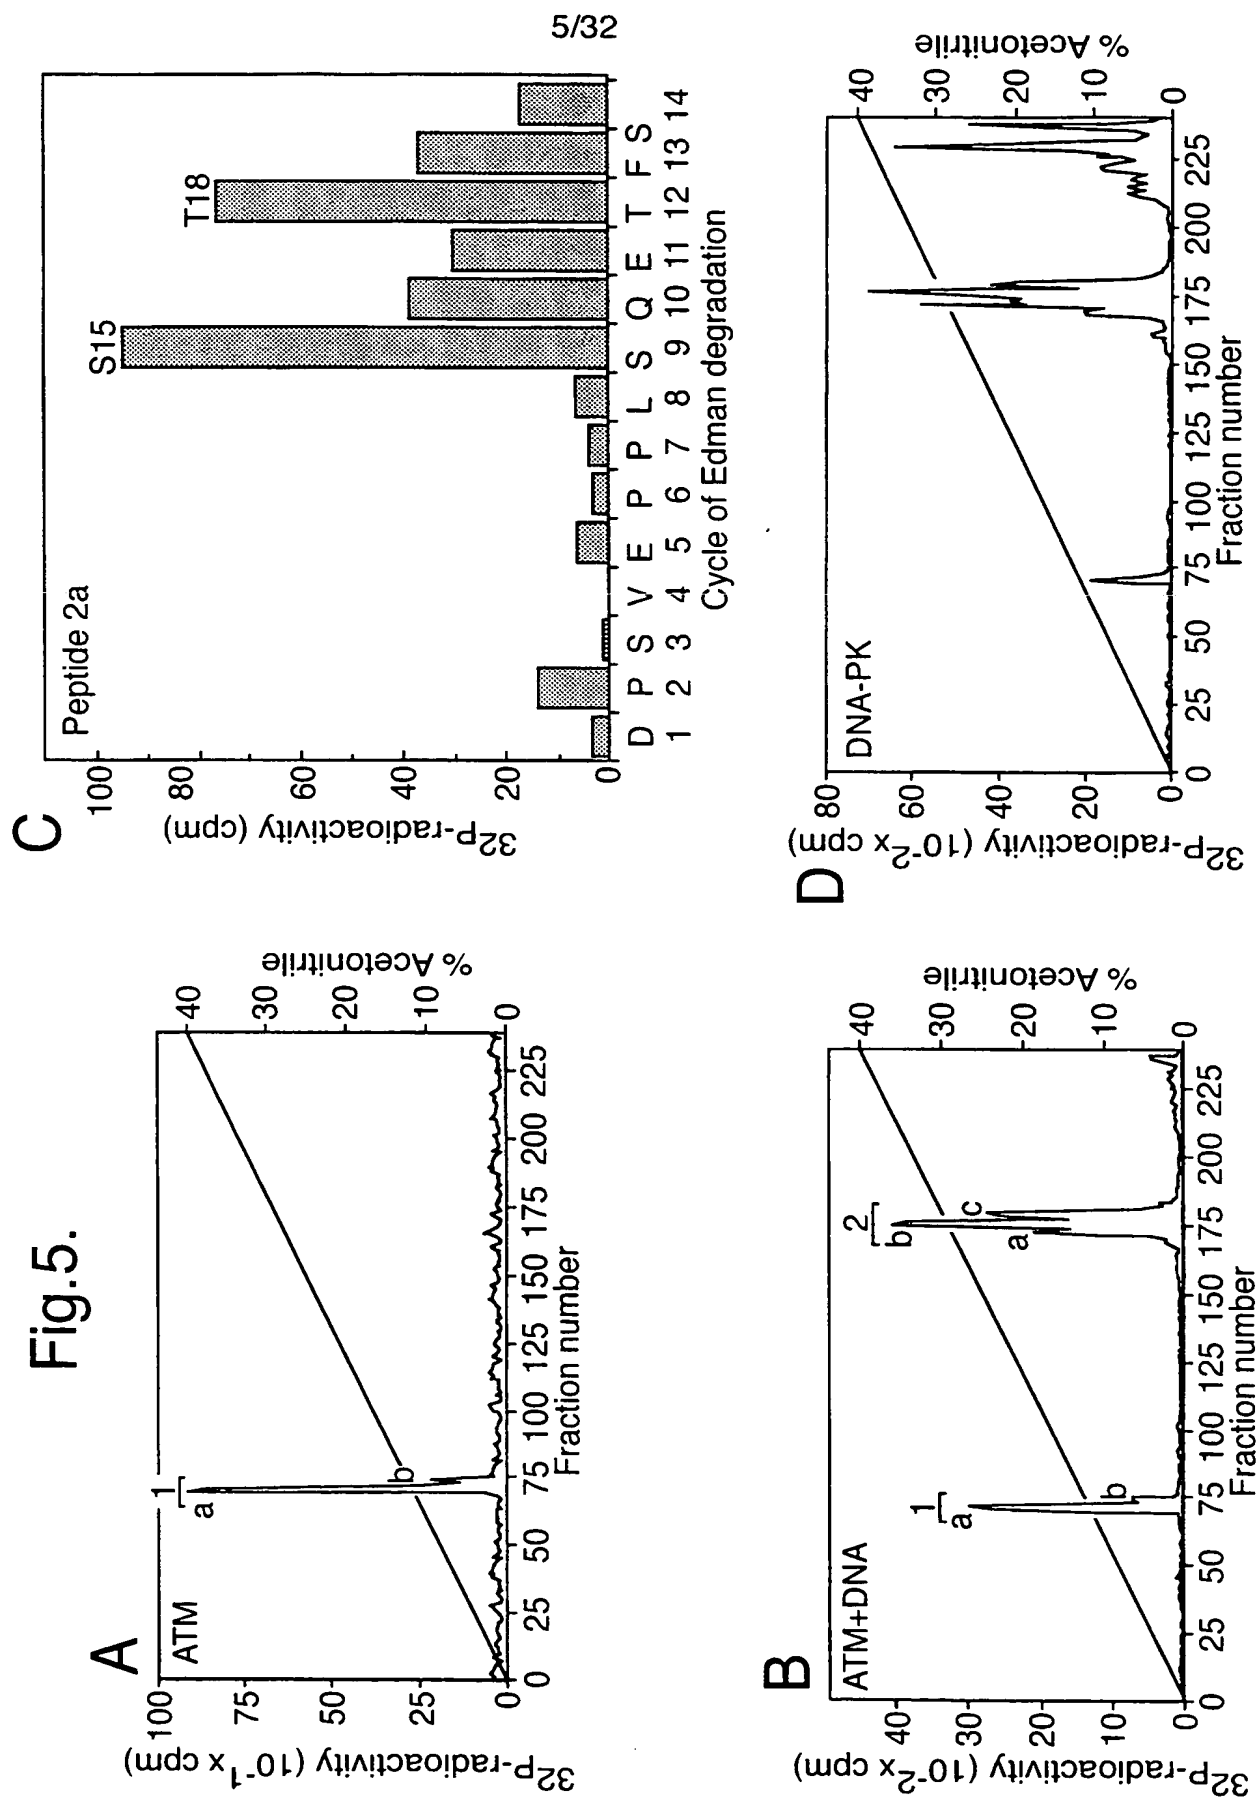 5/32
Fig.5.
A
ATM
32P-radioactivity (10-1x cpm)
100
75
50
25
0
1
a
b
% Acetonitrile
40
30
20
10
0
0 25 50 75 100 125 150 175 200 225
Fraction number
B
ATM+DNA
32P-radioactivity (10-2x cpm)
40
30
20
10
0
1
a
b
2
a
b
c
% Acetonitrile
40
30
20
10
0
0 25 50 75 100 125 150 175 200 225
Fraction number
C
Peptide 2a
32P-radioactivity (cpm)
100
80
60
40
20
0
S15
T18
D P S V E P P L S Q E T F S
1 2 3 4 5 6 7 8 9 10 11 12 13 14
Cycle of Edman degradation
D
DNA-PK
32P-radioactivity (10-2x cpm)
80
60
40
20
0
% Acetonitrile
40
30
20
10
0
0 25 50 75 100 125 150 175 200 225
Fraction number